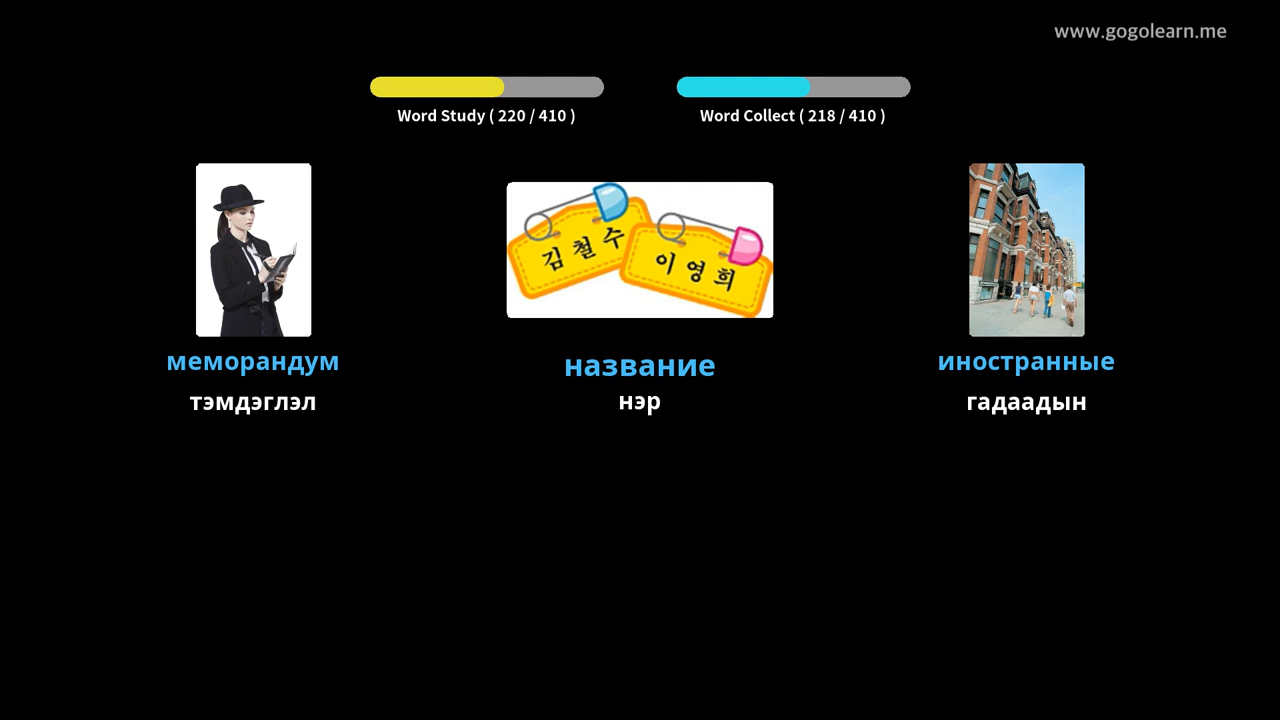 www.gogolearn.me
Word Study ( 220 / 410 )
Word Collect ( 218 / 410 )
김철수
이영희
меморандум
название
иностранные
тэмдэглэл
нэр
гадаадын